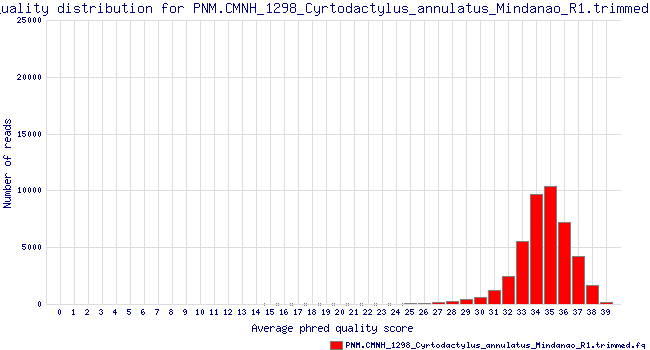 uality distribution for PNM.CMNH_1298_Cyrtodactylus_annulatus_Mindanao_R1.trimmed
25000
20000
15000
10000
5000
0
Number of reads
0 1 2 3 4 5 6 7 8 9 10 11 12 13 14 15 16 17 18 19 20 21 22 23 24 25 26 27 28 29 30 31 32 33 34 35 36 37 38 39
Average phred quality score
PNM.CMNH_1298_Cyrtodactylus_annulatus_Mindanao_R1.trimmed.fq